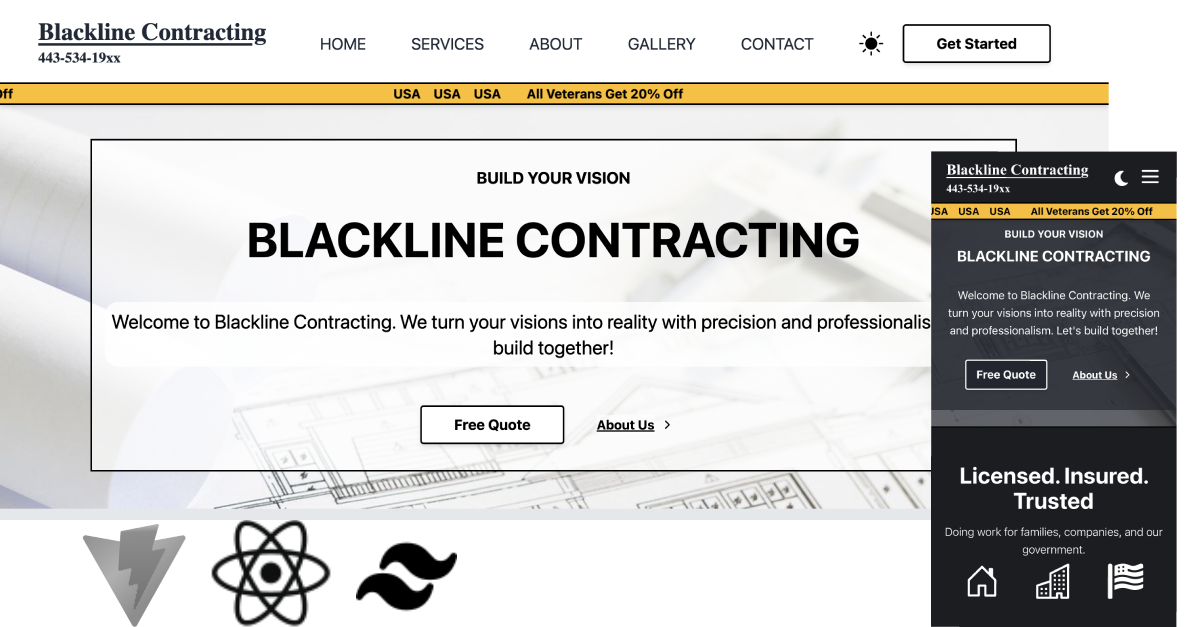 Blackline Contracting
443-534-19xx
HOME SERVICES ABOUT GALLERY CONTACT Get Started
USA USA USA All Veterans Get 20% Off
BUILD YOUR VISION
BLACKLINE CONTRACTING
Welcome to Blackline Contracting. We turn your visions into reality with precision and
build together!
Free Quote About Us
Blackline Contracting
443-534-19xx
USA USA All Veterans Get 20% Off
BUILD YOUR VISION
BLACKLINE CONTRACTING
Welcome to Blackline Contracting. We
turn your visions into reality with precision
and professionalism. Let's build together!
Free Quote About Us
Licensed. Insured.
Trusted
Doing work for families, companies, and our
government.